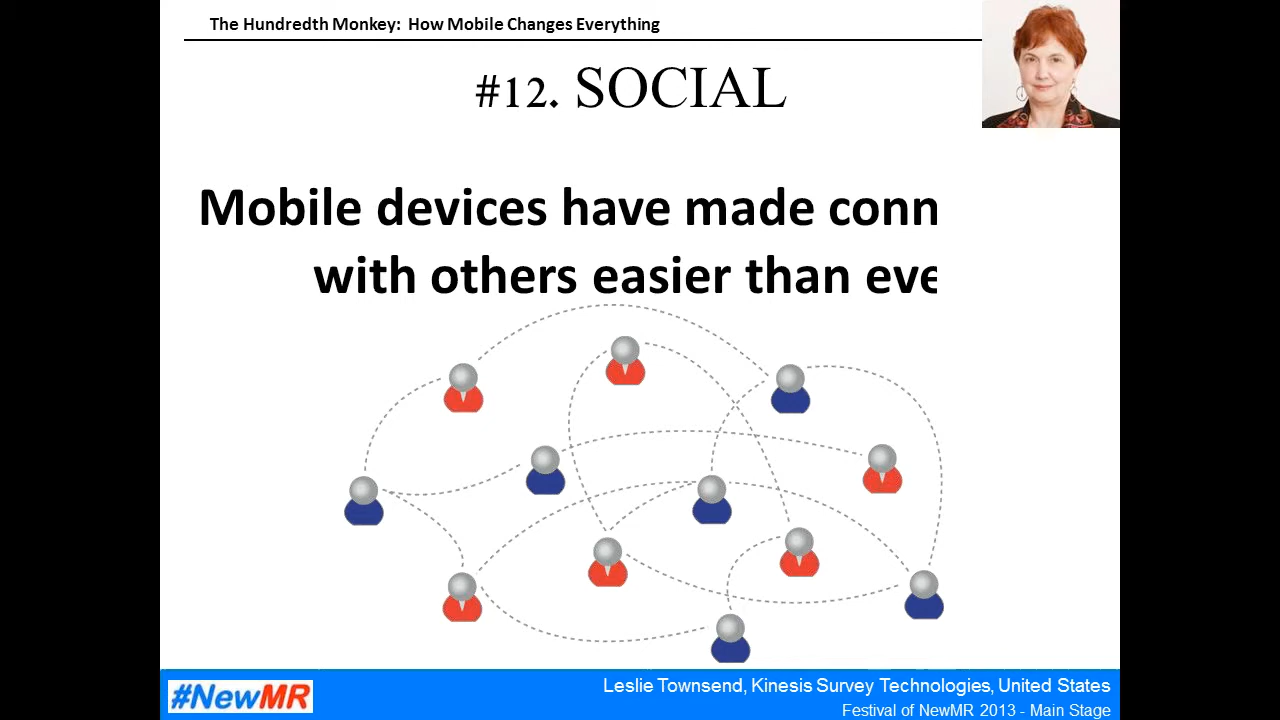 The Hundredth Monkey: How Mobile Changes Everything
#12. SOCIAL
Mobile devices have made conn
with others easier than eve
#NewMR
Leslie Townsend, Kinesis Survey Technologies, United States
Festival of NewMR 2013 - Main Stage